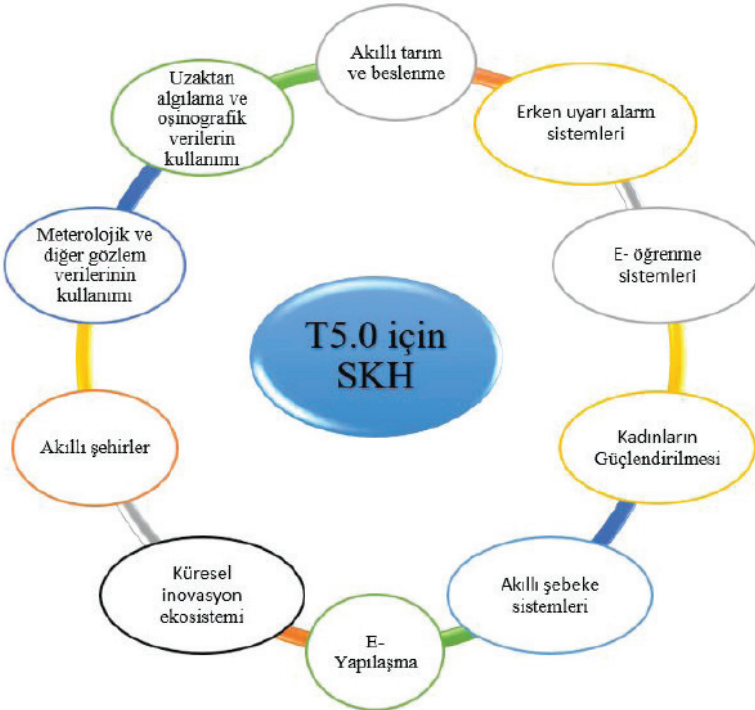 Akıllı tarım
ve beslenme
Erken uyarı alarm
sistemleri
E- öğrenme
sistemleri
Kadınların
Güçlendirilmesi
Akıllı şebeke
sistemleri
E-
Yapılaşma
Küresel
inovasyon
ekosistemi
Akıllı şehirler
Meterolojik ve
diğer gözlem
verilerinin
kullanımı
Uzaktan
algılama ve
oşinografik
verilerin
kullanımı
T5.0 için
SKH